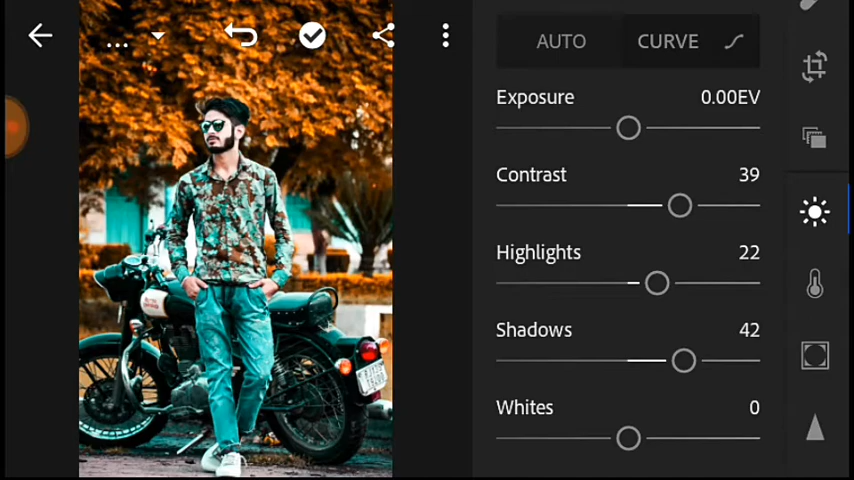 AUTO CURVE
Exposure 0.00EV
Contrast 39
Highlights 22
Shadows 42
Whites 0